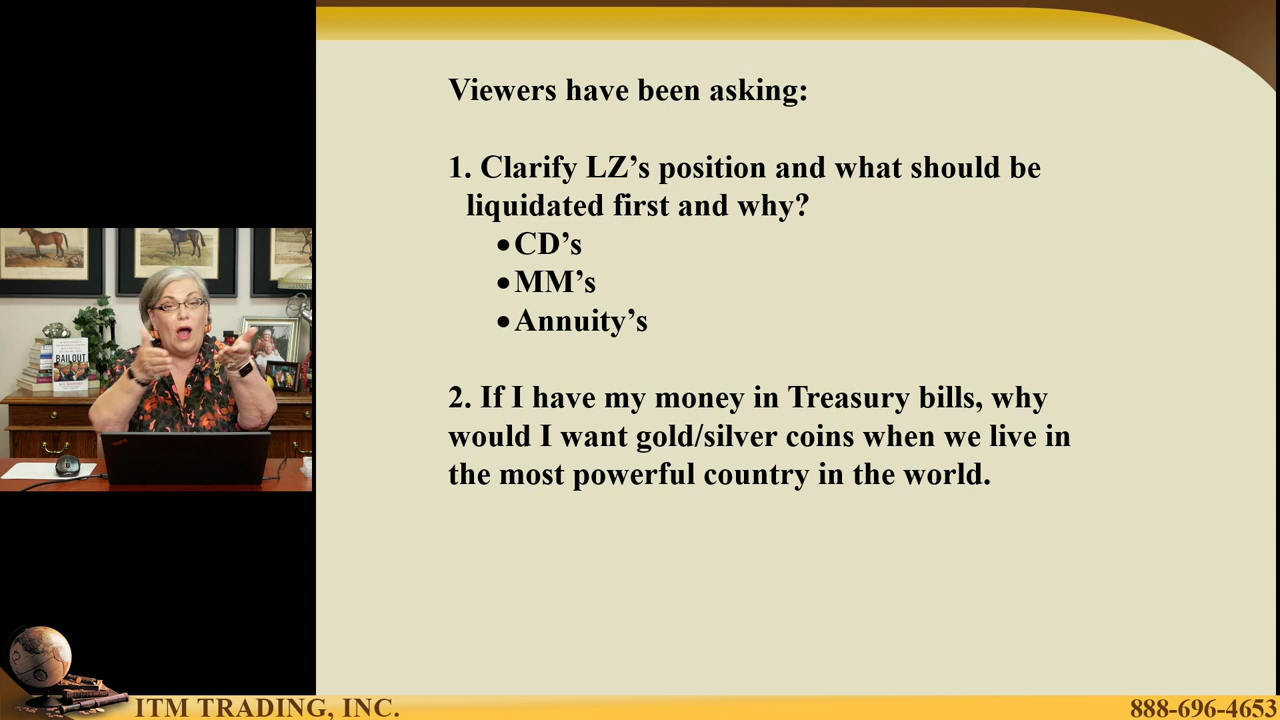 Viewers have been asking:
1. Clarify LZ’s position and what should be
liquidated first and why?
•CD’s
•MM’s
•Annuity’s
2. If I have my money in Treasury bills, why
would I want gold/silver coins when we live in
the most powerful country in the world.
BAILOUT
ITM TRADING, INC.
888-696-4653